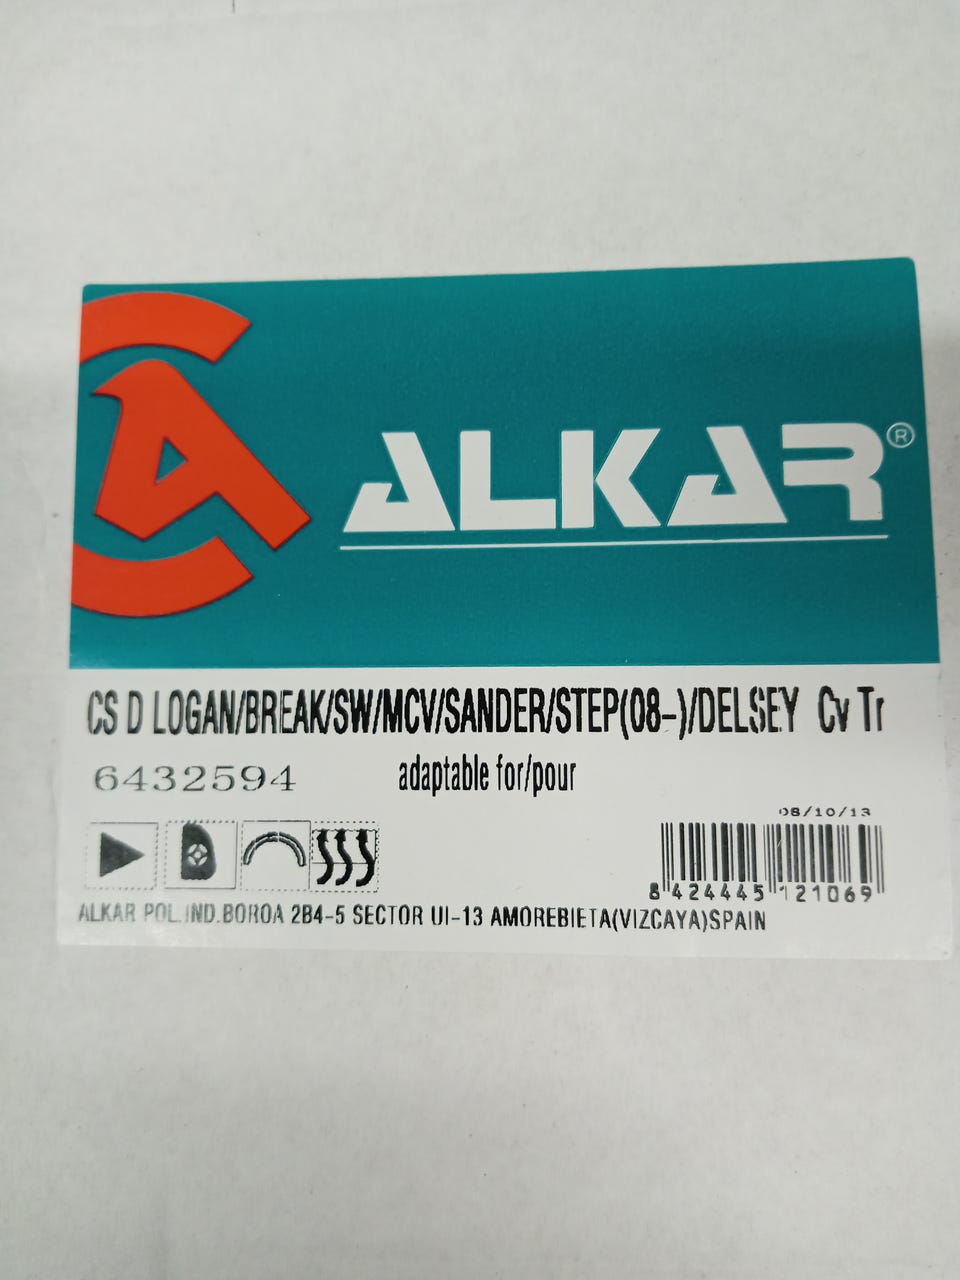 ALKAR®
CS D LOGAN/BREAK/SW/MCV/SANDER/STEP(08-)/DELSEY Cv Tr
6432594 adaptable for/pour
08/10/13
8 424445 121069
ALKAR POL.IND.BOROA 2B4-5 SECTOR UI-13 AMOREBIETA(VIZCAYA)SPAIN